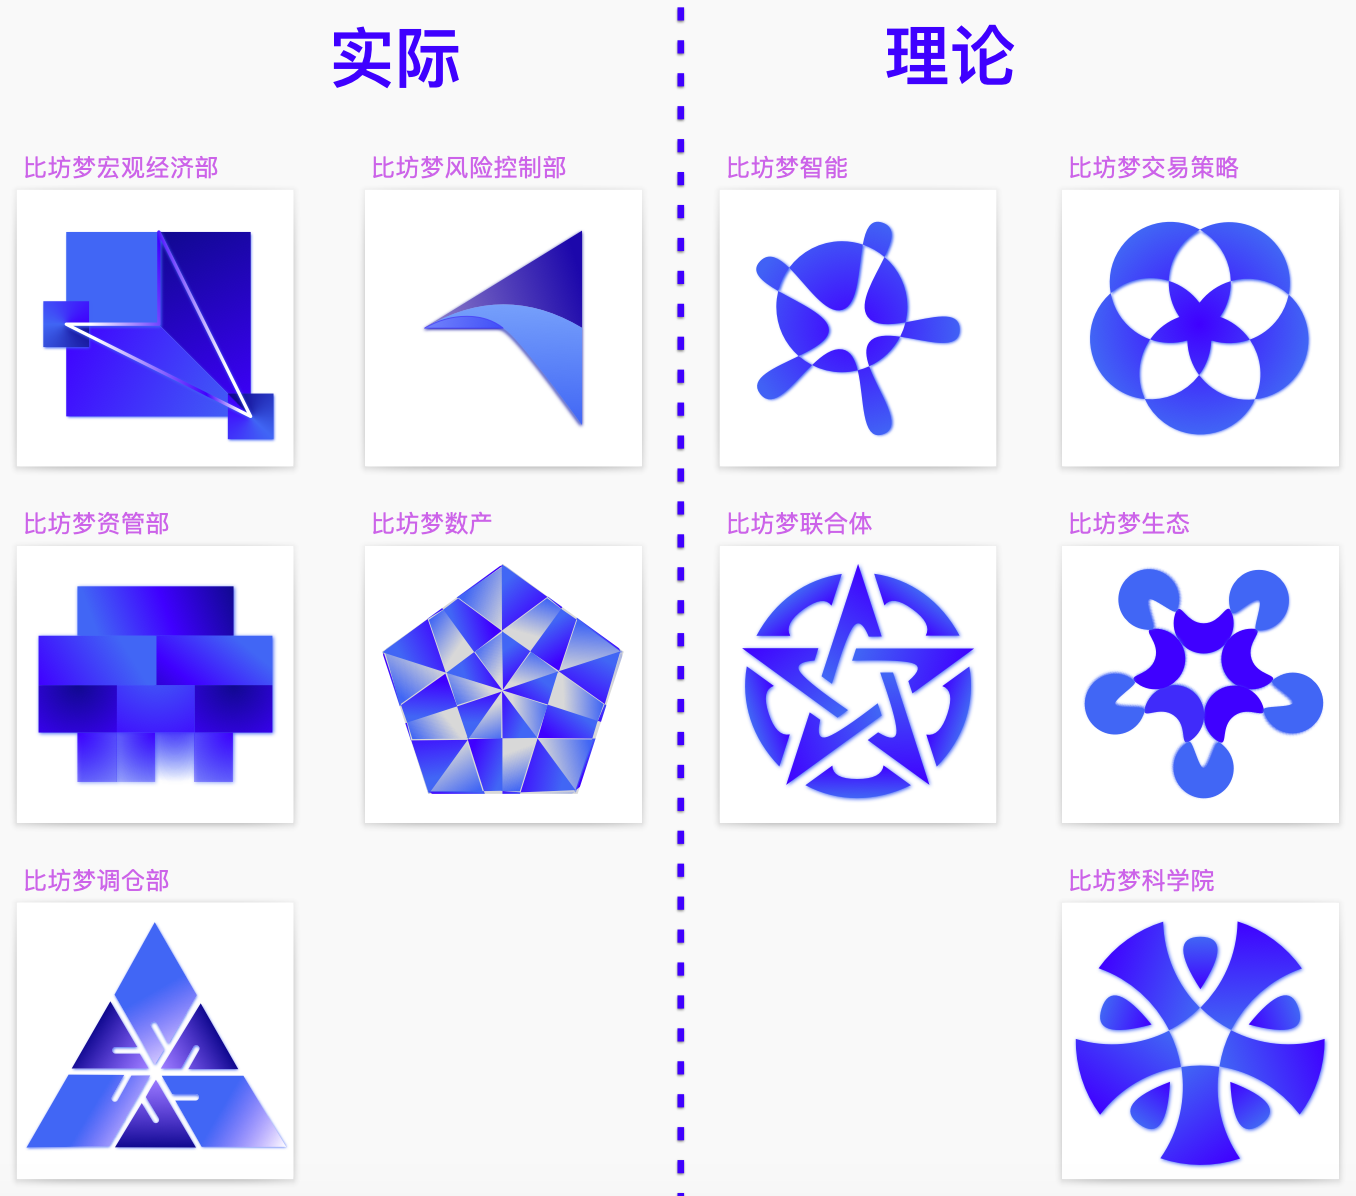 实际
理论
比坊梦宏观经济部
比坊梦风险控制部
比坊梦智能
比坊梦交易策略
比坊梦资管部
比坊梦数产
比坊梦联合体
比坊梦生态
比坊梦调仓部
比坊梦科学院